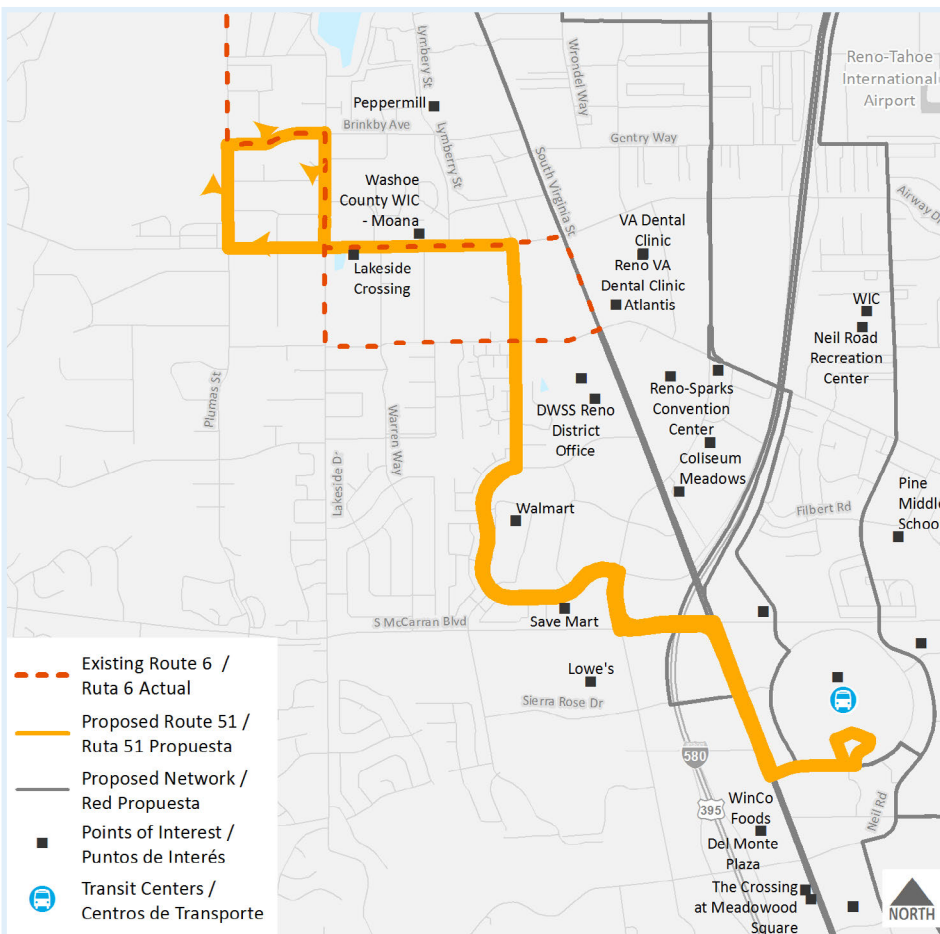 Reno-Tahoe
International
Airport
Lymbery St
Wrondel Way
Peppermill
Brinkby Ave
Lymberry St
Gentry Way
South Virginia St
Washoe
County WIC
- Moana
Airway Dr
VA Dental
Clinic
Reno VA
Dental Clinic
Atlantis
Lakeside
Crossing
WIC
Neil Road
Recreation
Center
Plumas St
Warren Way
Lakeside Dr
DWSS Reno
District
Office
Reno-Sparks
Convention
Center
Coliseum
Meadows
Pine
Middle
School
Filbert Rd
Walmart
S McCarran Blvd
Save Mart
Lowe's
Sierra Rose Dr
580
395
Neil Rd
WinCo
Foods
Del Monte
Plaza
The Crossing
at Meadowood
Square
NORTH
Existing Route 6 /
Ruta 6 Actual
Proposed Route 51 /
Ruta 51 Propuesta
Proposed Network /
Red Propuesta
Points of Interest /
Puntos de Interés
Transit Centers /
Centros de Transporte